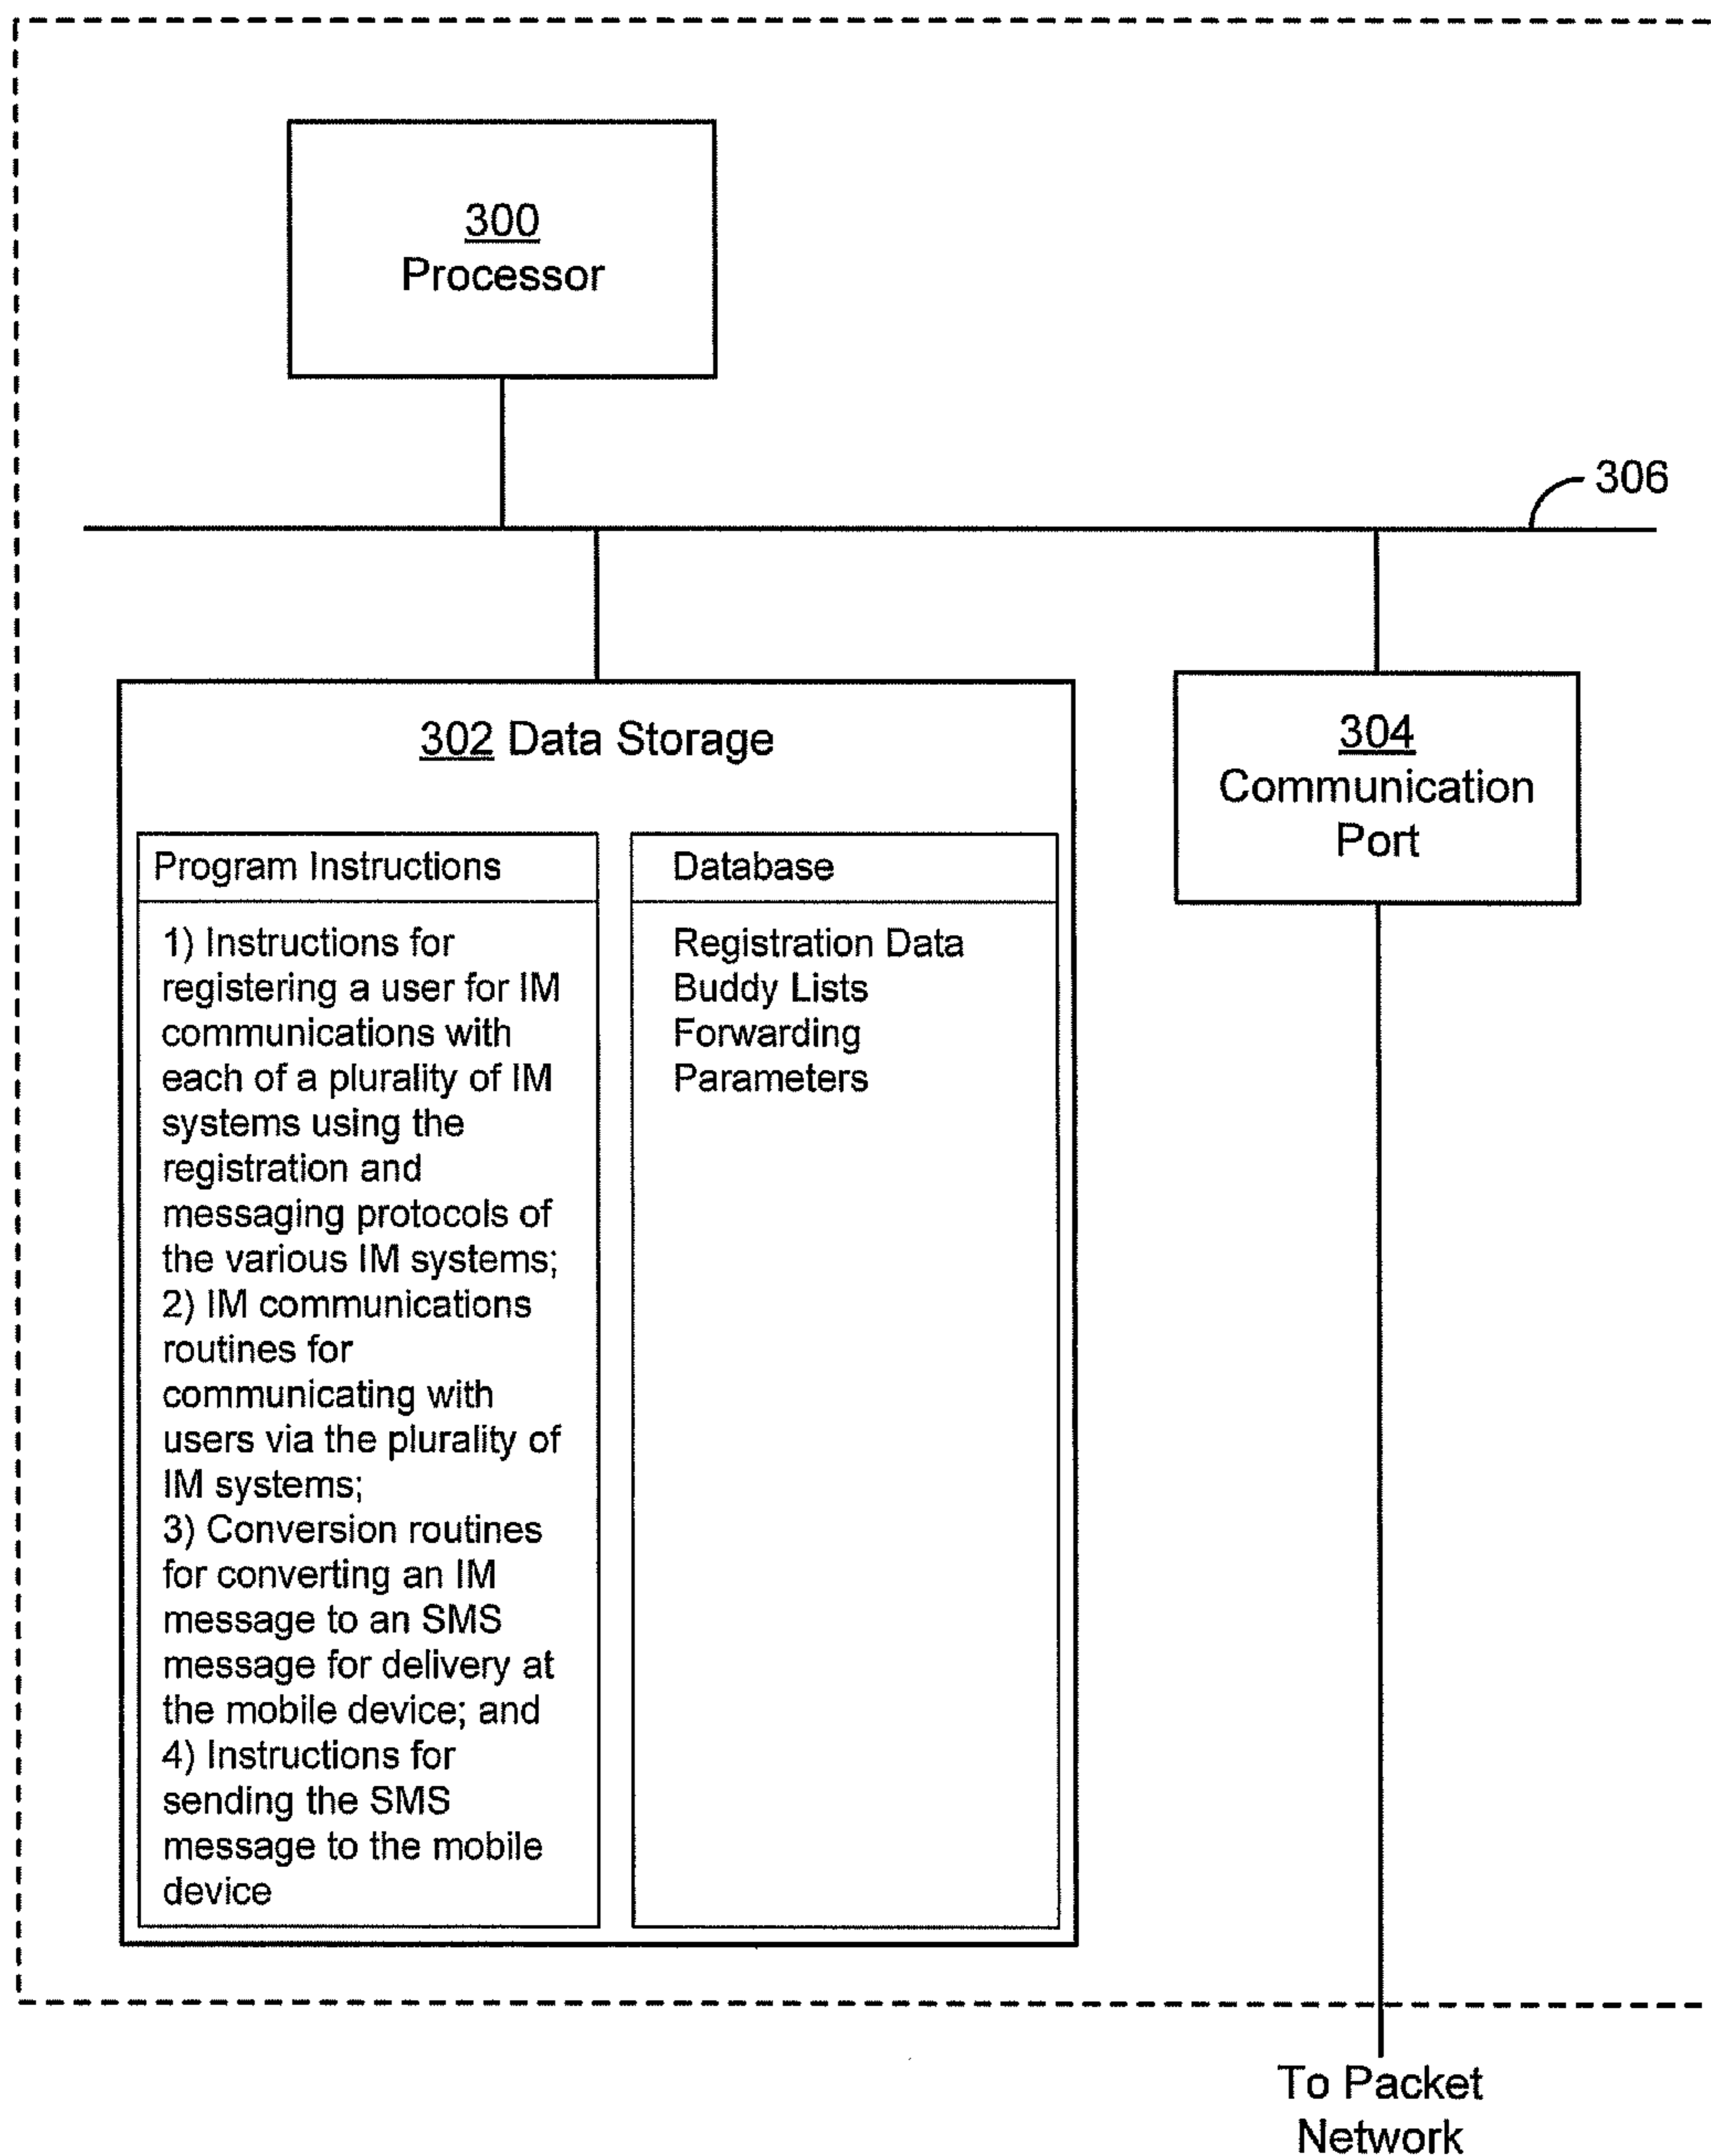 300
Processor
306
302 Data Storage
304
Communication
Port
Program Instructions
1) Instructions for
registering a user for IM
communications with
each of a plurality of IM
systems using the
registration and
messaging protocols of
the various IM systems;
2) IM communications
routines for
communicating with
users via the plurality of
IM systems;
3) Conversion routines
for converting an IM
message to an SMS
message for delivery at
the mobile device; and
4) Instructions for
sending the SMS
message to the mobile
device
Database
Registration Data
Buddy Lists
Forwarding
Parameters
To Packet
Network